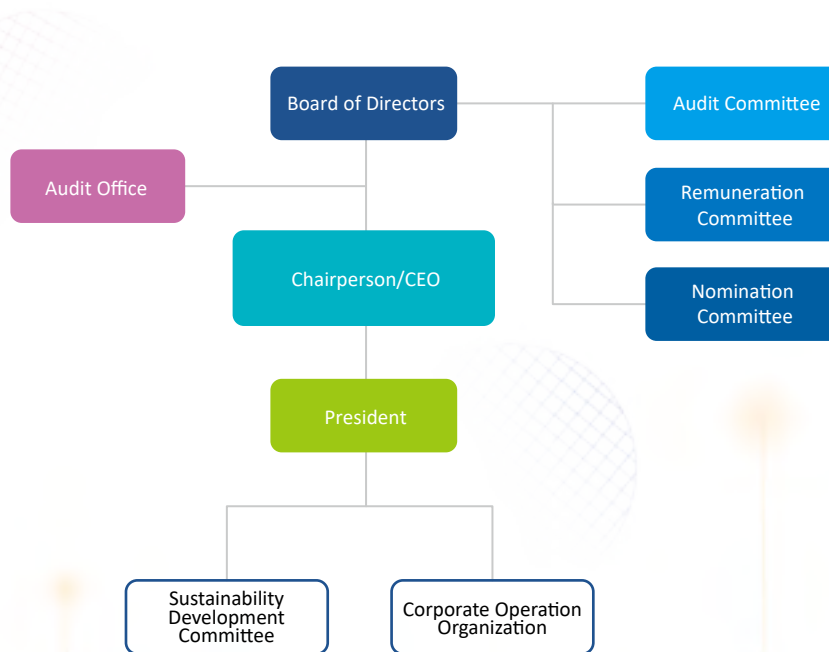 Board of Directors
Audit Committee
Audit Office
Remuneration
Committee
Chairperson/CEO
Nomination
Committee
President
Sustainability
Development
Committee
Corporate Operation
Organization